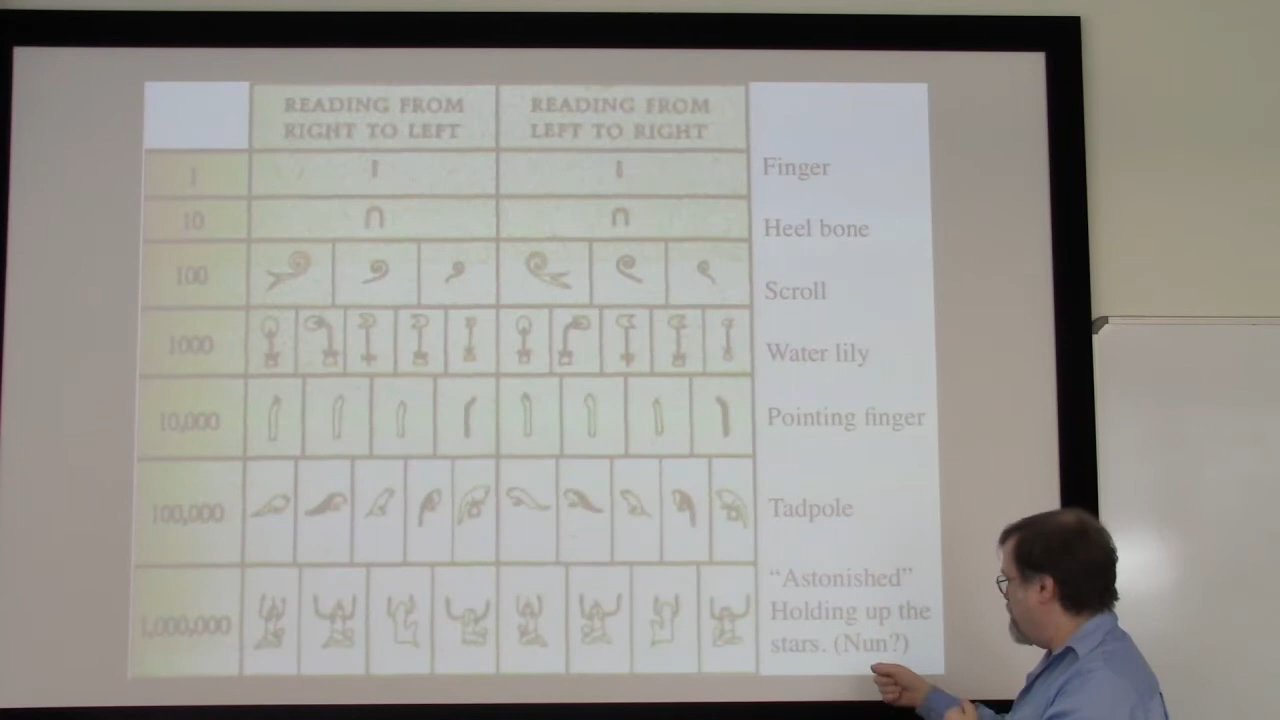 READING FROM
RIGHT TO LEFT
READING FROM
LEFT TO RIGHT
1
Finger
10
Heel bone
100
Scroll
1000
Water lily
10,000
Pointing finger
100,000
Tadpole
1,000,000
“Astonished”
Holding up the
stars. (Nun?)